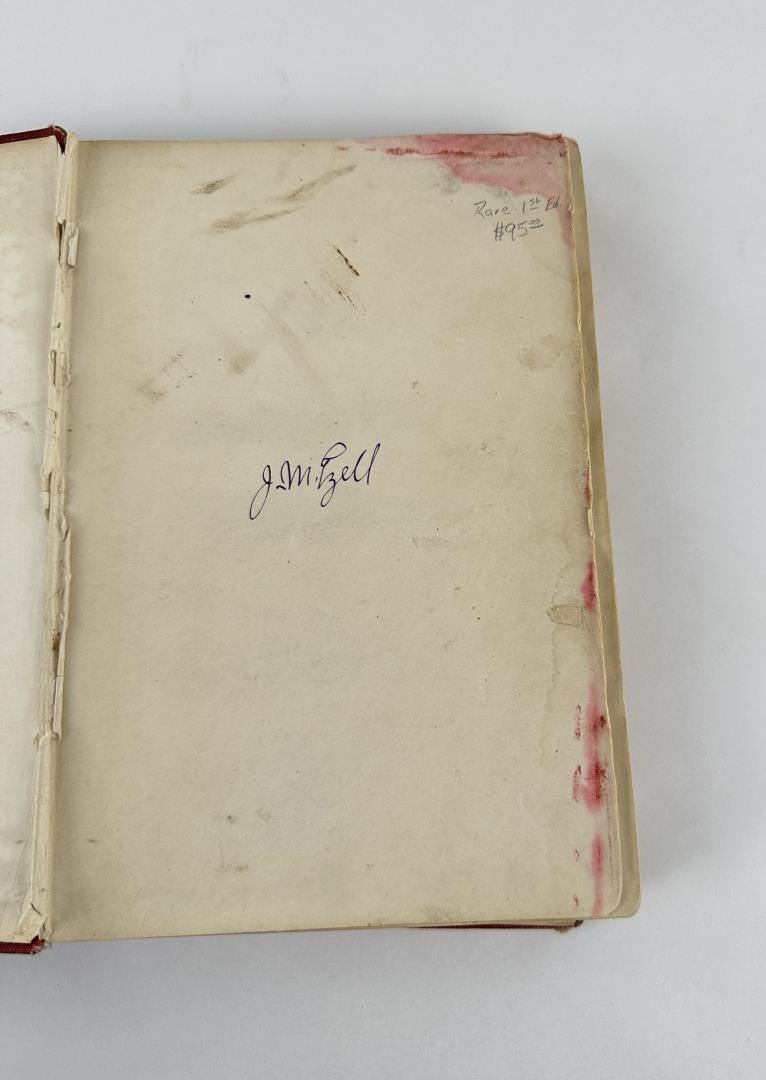 Rare 1st Ed.
$95.00
J. M. Ezell